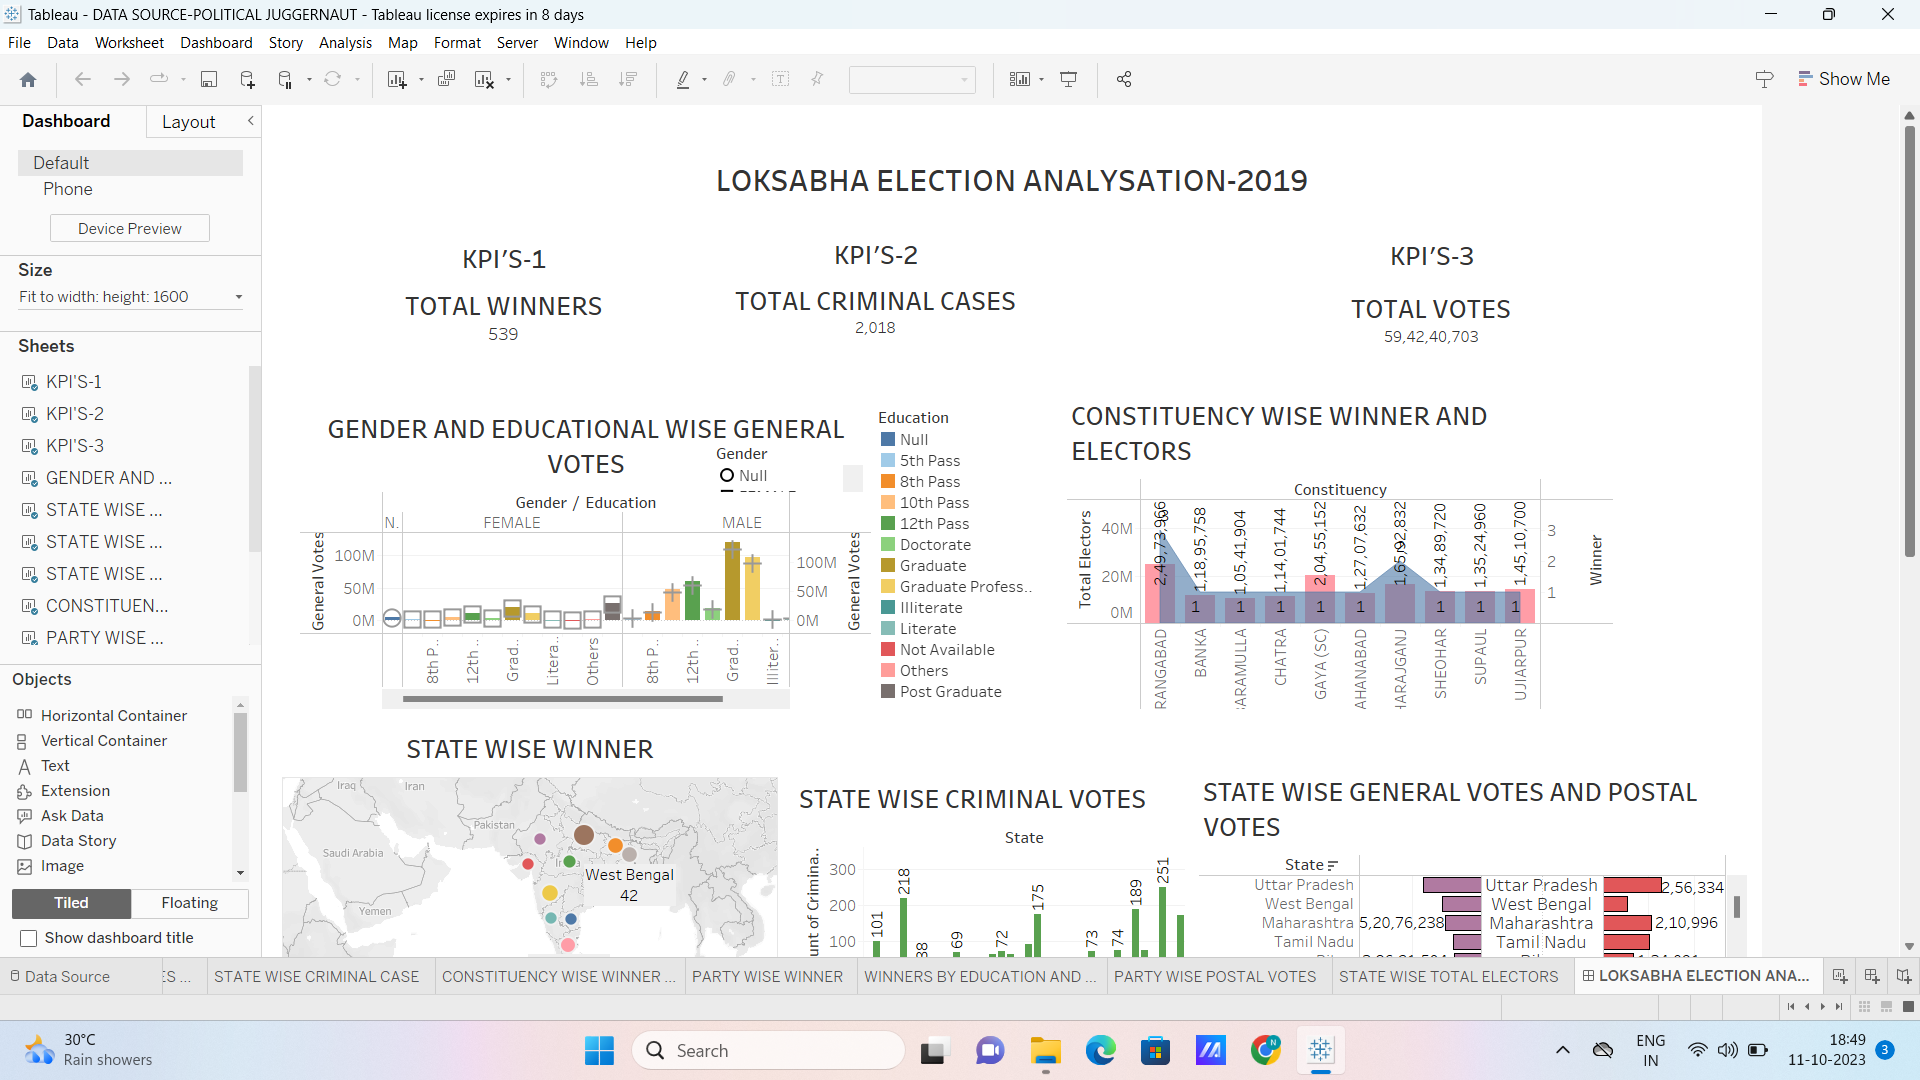 Tableau - DATA SOURCE-POLITICAL JUGGERNAUT - Tableau license expires in 8 days
File Data Worksheet Dashboard Story Analysis Map Format Server Window Help
Show Me
Dashboard Layout
Default
Phone
Device Preview
Size
Fit to width: height: 1600
Sheets
KPI'S-1
KPI'S-2
KPI'S-3
GENDER AND ...
STATE WISE ...
STATE WISE ...
STATE WISE ...
CONSTITUEN...
PARTY WISE ...
Objects
Horizontal Container
Vertical Container
Text
Extension
Ask Data
Data Story
Image
Tiled Floating
Show dashboard title
LOKSABHA ELECTION ANALYSATION-2019
KPI'S-1
TOTAL WINNERS
539
KPI'S-2
TOTAL CRIMINAL CASES
2,018
KPI'S-3
TOTAL VOTES
59,42,40,703
GENDER AND EDUCATIONAL WISE GENERAL
VOTES
Gender
Null
Gender / Education
N. FEMALE MALE
General Votes
100M
50M
0M
100M
50M
0M
General Votes
8th P..
12th ..
Grad..
Litera..
Others
8th P..
12th ..
Grad..
Illiter..
Education
Null
5th Pass
8th Pass
10th Pass
12th Pass
Doctorate
Graduate
Graduate Profess..
Illiterate
Literate
Not Available
Others
Post Graduate
CONSTITUENCY WISE WINNER AND
ELECTORS
Constituency
Total Electors
40M
20M
0M
2,49,73,966
1,18,95,758
1,05,41,904
1,14,01,744
2,04,55,152
1,27,07,632
1,65,92,832
1,34,89,720
1,35,24,960
1,45,10,700
1 1 1 1 1 1 1 1
3
2
1
Winner
RANGABAD
BANKA
ARAMULLA
CHATRA
GAYA (SC)
AHANABAD
HARAJGANJ
SHEOHAR
SUPAUL
UJIARPUR
STATE WISE WINNER
Iraq
Iran
Pakistan
Saudi Arabia
Yemen
West Bengal
42
STATE WISE CRIMINAL VOTES
State
300
200
100
101
218
38
69
72
175
73
74
189
251
STATE WISE GENERAL VOTES AND POSTAL
VOTES
State
Uttar Pradesh Uttar Pradesh 2,56,334
West Bengal West Bengal
Maharashtra 5,20,76,238 Maharashtra 2,10,996
Tamil Nadu Tamil Nadu
Data Source
ES ...
STATE WISE CRIMINAL CASE
CONSTITUENCY WISE WINNER ...
PARTY WISE WINNER
WINNERS BY EDUCATION AND ...
PARTY WISE POSTAL VOTES
STATE WISE TOTAL ELECTORS
LOKSABHA ELECTION ANA...
30°C
Rain showers
Search
ENG
IN
18:49
11-10-2023
3